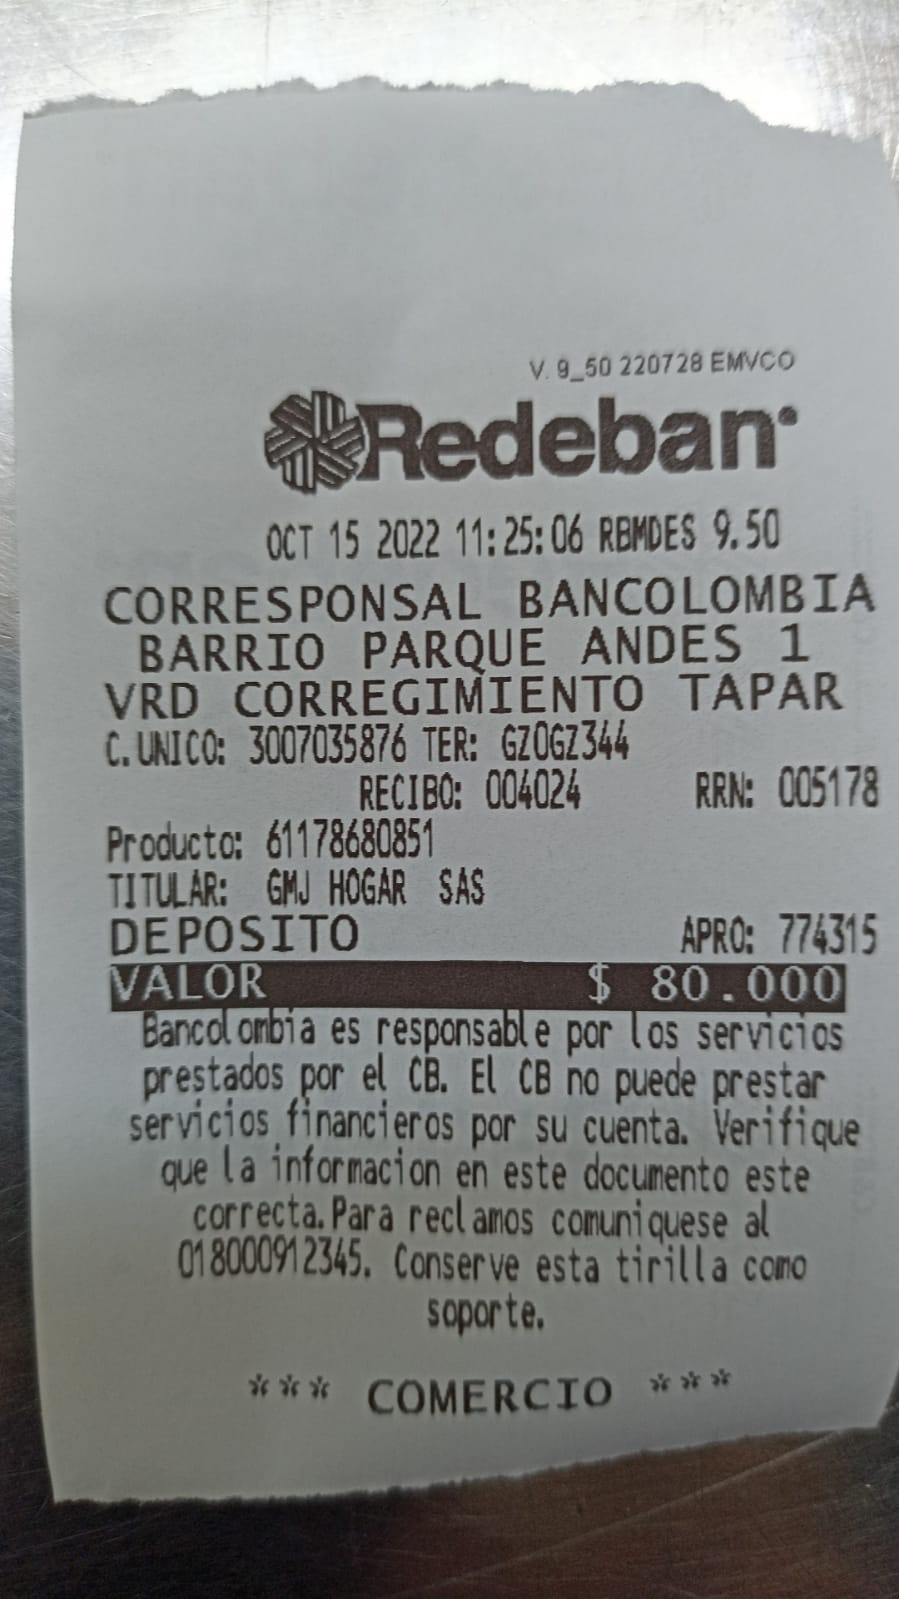 V. 9_50 220728 EMVCO
Redeban
OCT 15 2022 11:25:06 RBMDES 9.50
CORRESPONSAL BANCOLOMBIA
BARRIO PARQUE ANDES 1
VRD CORREGIMIENTO TAPAR
C. UNICO: 3007035876 TER: GZ0GZ344
RECIBO: 004024 RRN: 005178
Producto: 61178680851
TITULAR: GMJ HOGAR SAS
DEPOSITO APRO: 774315
VALOR $ 80.000
Bancolombia es responsable por los servicios
prestados por el CB. El CB no puede prestar
servicios financieros por su cuenta. Verifique
que la informacion en este documento este
correcta. Para reclamos comuniquese al
018000912345. Conserve esta tirilla como
soporte.
*** COMERCIO ***